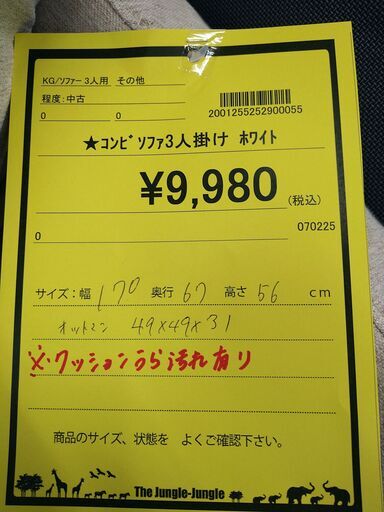 KG/ソファー 3人用 その他
程度：中古
0 0
2001255252900055
★コンビソファ3人掛け ホワイト
¥9,980(税込)
0 070225
サイズ：幅 170 奥行 67 高さ 56 cm
オットマン 49×49×31
※・クッションうら汚れ有り
商品のサイズ、状態を よくご確認下さい。
The Jungle-Jungle